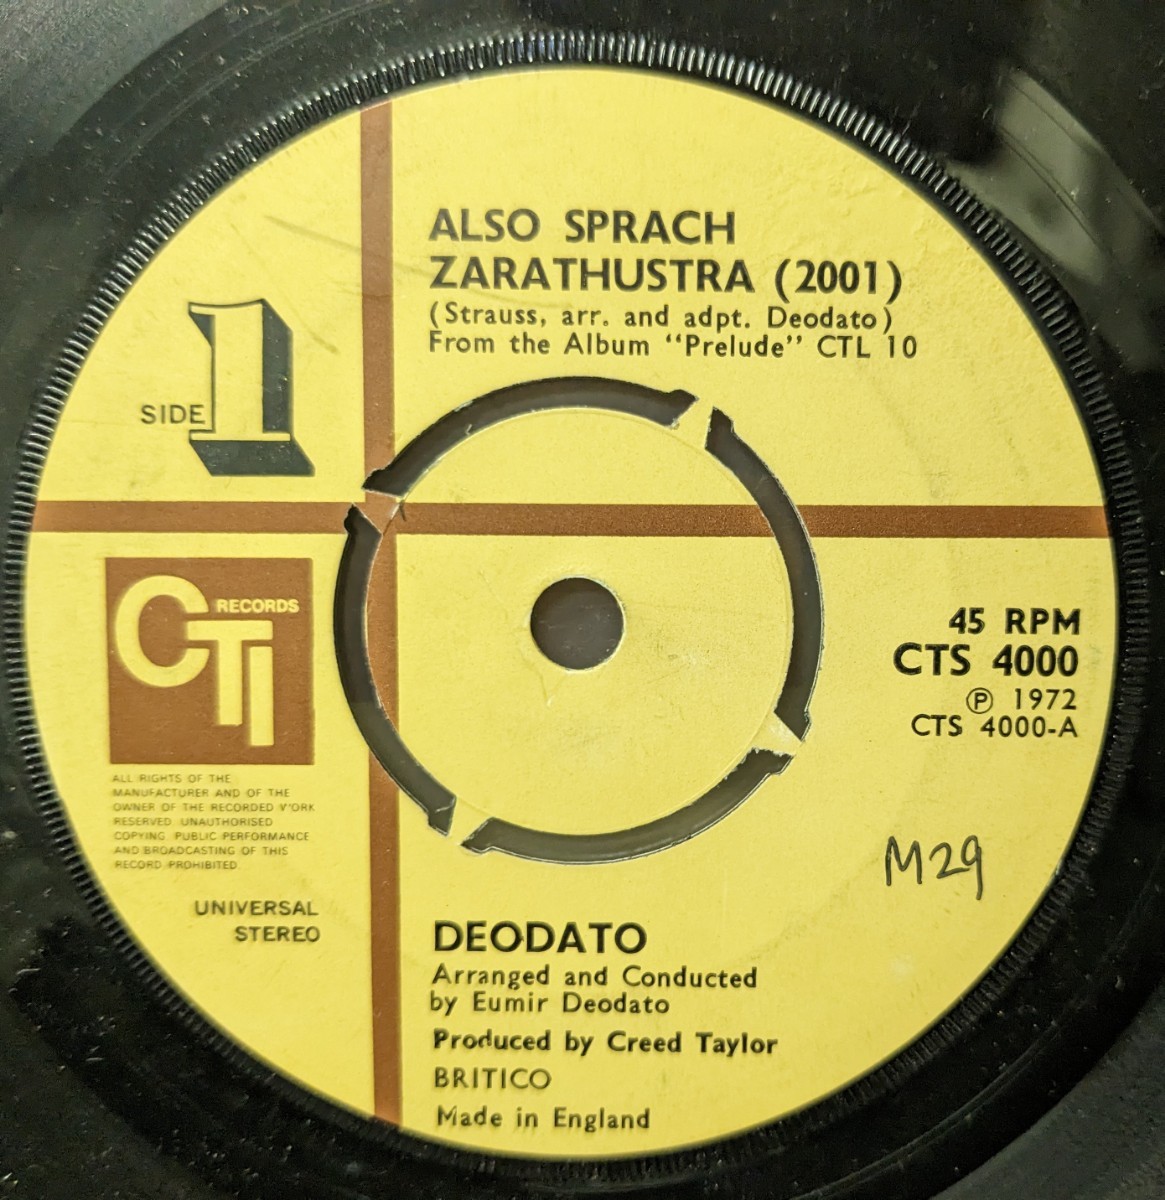 ALSO SPRACH
ZARATHUSTRA (2001)
(Strauss, arr. and adpt. Deodato)
From the Album “Prelude” CTL 10
SIDE 1
CTI RECORDS
ALL RIGHTS OF THE
MANUFACTURER AND OF THE
OWNER OF THE RECORDED V'ORK
RESERVED UNAUTHORISED
COPYING PUBLIC PERFORMANCE
AND BROADCASTING OF THIS
RECORD PROHIBITED
UNIVERSAL
STEREO
45 RPM
CTS 4000
℗ 1972
CTS 4000-A
M29
DEODATO
Arranged and Conducted
by Eumir Deodato
Produced by Creed Taylor
BRITICO
Made in England